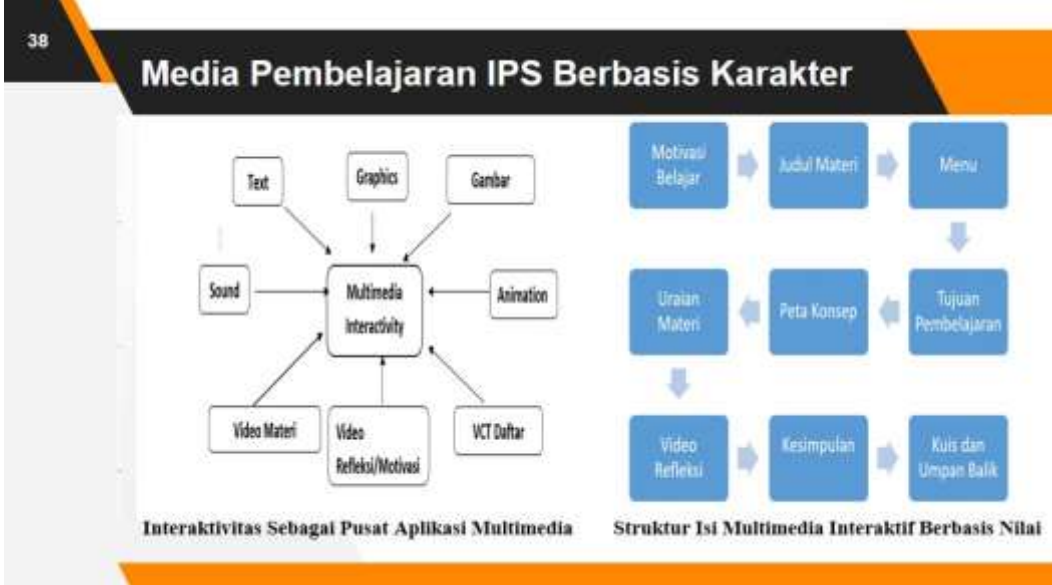 38
Media Pembelajaran IPS Berbasis Karakter
Text
Graphics
Gambar
Sound
Multimedia
Interactivity
Animation
Video Materi
Video
Refleksi/Motivasi
VCT Daftar
Interaktivitas Sebagai Pusat Aplikasi Multimedia
Motivasi
Belajar
Judul Materi
Menu
Tujuan
Pembelajaran
Peta Konsep
Uraian
Materi
Video
Refleksi
Kesimpulan
Kuis dan
Umpan Balik
Struktur Isi Multimedia Interaktif Berbasis Nilai